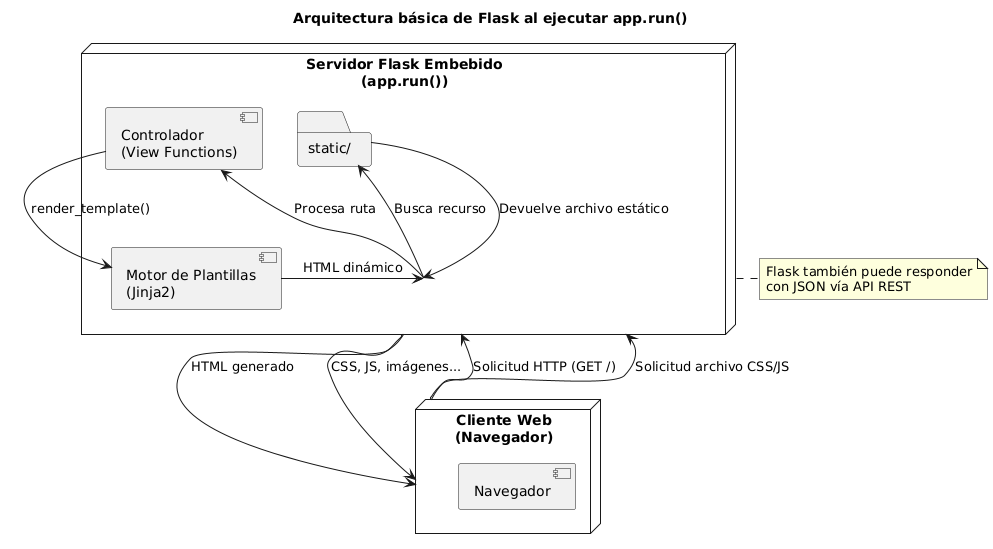 Arquitectura básica de Flask al ejecutar app.run()
Servidor Flask Embebido
(app.run())
Controlador
(View Functions)
static/
render_template()
Procesa ruta
Busca recurso
Devuelve archivo estático
Motor de Plantillas
(Jinja2)
HTML dinámico
Flask también puede responder
con JSON vía API REST
HTML generado
CSS, JS, imágenes...
Solicitud HTTP (GET /)
Solicitud archivo CSS/JS
Cliente Web
(Navegador)
Navegador